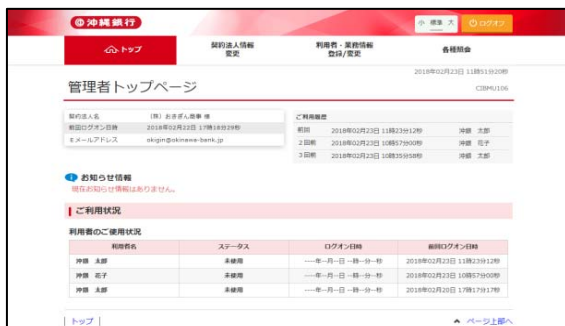 沖縄銀行
小 標準 大 ログオフ
トップ 契約法人情報 利用者・業務情報 各種照会
変更 登録/変更
2018年02月23日 11時51分20秒
管理者トップページ CIBMU106
契約法人名 (株) おきぎん商事 様
前回ログオン日時 2018年02月22日 17時18分29秒
Eメールアドレス okigin@okinawa-bank.jp
ご利用履歴
前回 2018年02月23日 11時23分12秒 沖銀 太郎
2回前 2018年02月23日 10時57分00秒 沖銀 花子
3回前 2018年02月23日 10時35分58秒 沖銀 太郎
お知らせ情報
現在お知らせ情報はありません。
ご利用状況
利用者のご使用状況
利用者名 ステータス ログオン日時 前回ログオン日時
沖銀 太郎 未使用 ----年--月--日 --時--分--秒 2018年02月23日 11時23分12秒
沖銀 花子 未使用 ----年--月--日 --時--分--秒 2018年02月23日 10時57分00秒
沖銀 次郎 未使用 ----年--月--日 --時--分--秒 2018年02月20日 17時17分17秒
トップ ページ上部へ